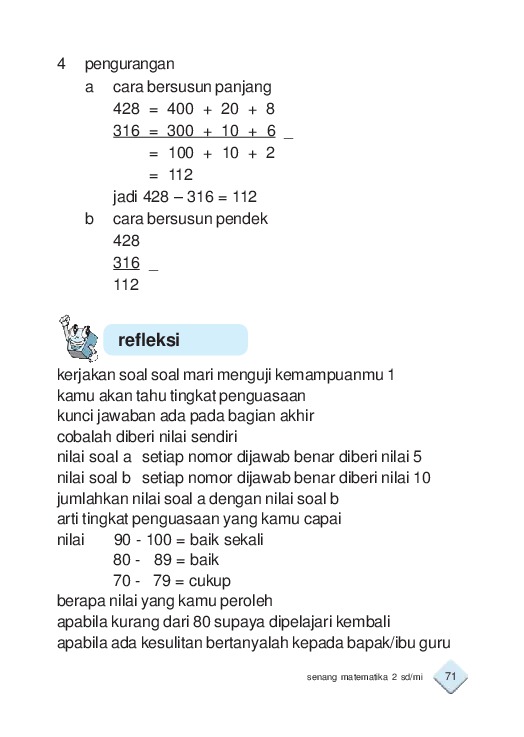 4 pengurangan
a cara bersusun panjang
428 = 400 + 20 + 8
316 = 300 + 10 + 6 _
= 100 + 10 + 2
= 112
jadi 428 – 316 = 112
b cara bersusun pendek
428
316 _
112
refleksi
kerjakan soal soal mari menguji kemampuanmu 1
kamu akan tahu tingkat penguasaan
kunci jawaban ada pada bagian akhir
cobalah diberi nilai sendiri
nilai soal a setiap nomor dijawab benar diberi nilai 5
nilai soal b setiap nomor dijawab benar diberi nilai 10
jumlahkan nilai soal a dengan nilai soal b
arti tingkat penguasaan yang kamu capai
nilai 90 - 100 = baik sekali
80 - 89 = baik
70 - 79 = cukup
berapa nilai yang kamu peroleh
apabila kurang dari 80 supaya dipelajari kembali
apabila ada kesulitan bertanyalah kepada bapak/ibu guru
senang matematika 2 sd/mi 71